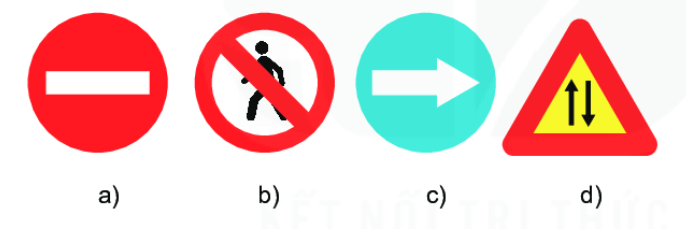 a) b) c) d)
KẾT NỐI TRI THỨC